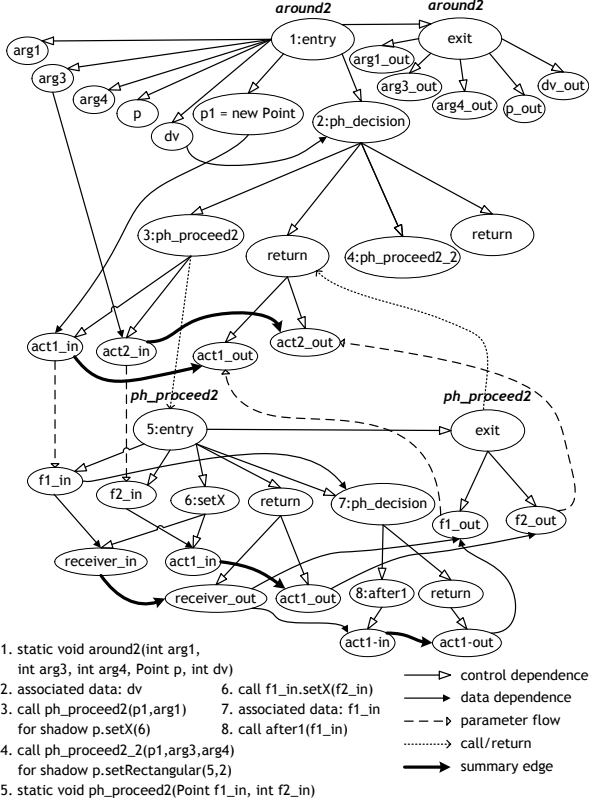 around2
around2
1:entry
exit
arg1
arg3
arg4
p
dv
p1 = new Point
2:ph_decision
arg1_out
arg3_out
arg4_out
p_out
dv_out
3:ph_proceed2
return
4:ph_proceed2_2
return
act1_in
act2_in
act1_out
act2_out
ph_proceed2
ph_proceed2
5:entry
exit
f1_in
f2_in
6:setX
return
7:ph_decision
f1_out
f2_out
receiver_in
act1_in
receiver_out
act1_out
8:after1
return
act1-in
act1-out
1. static void around2(int arg1,
int arg3, int arg4, Point p, int dv)
2. associated data: dv
3. call ph_proceed2(p1,arg1)
for shadow p.setX(6)
4. call ph_proceed2_2(p1,arg3,arg4)
for shadow p.setRectangular(5,2)
5. static void ph_proceed2(Point f1_in, int f2_in)
6. call f1_in.setX(f2_in)
7. associated data: f1_in
8. call after1(f1_in)
control dependence
data dependence
parameter flow
call/return
summary edge